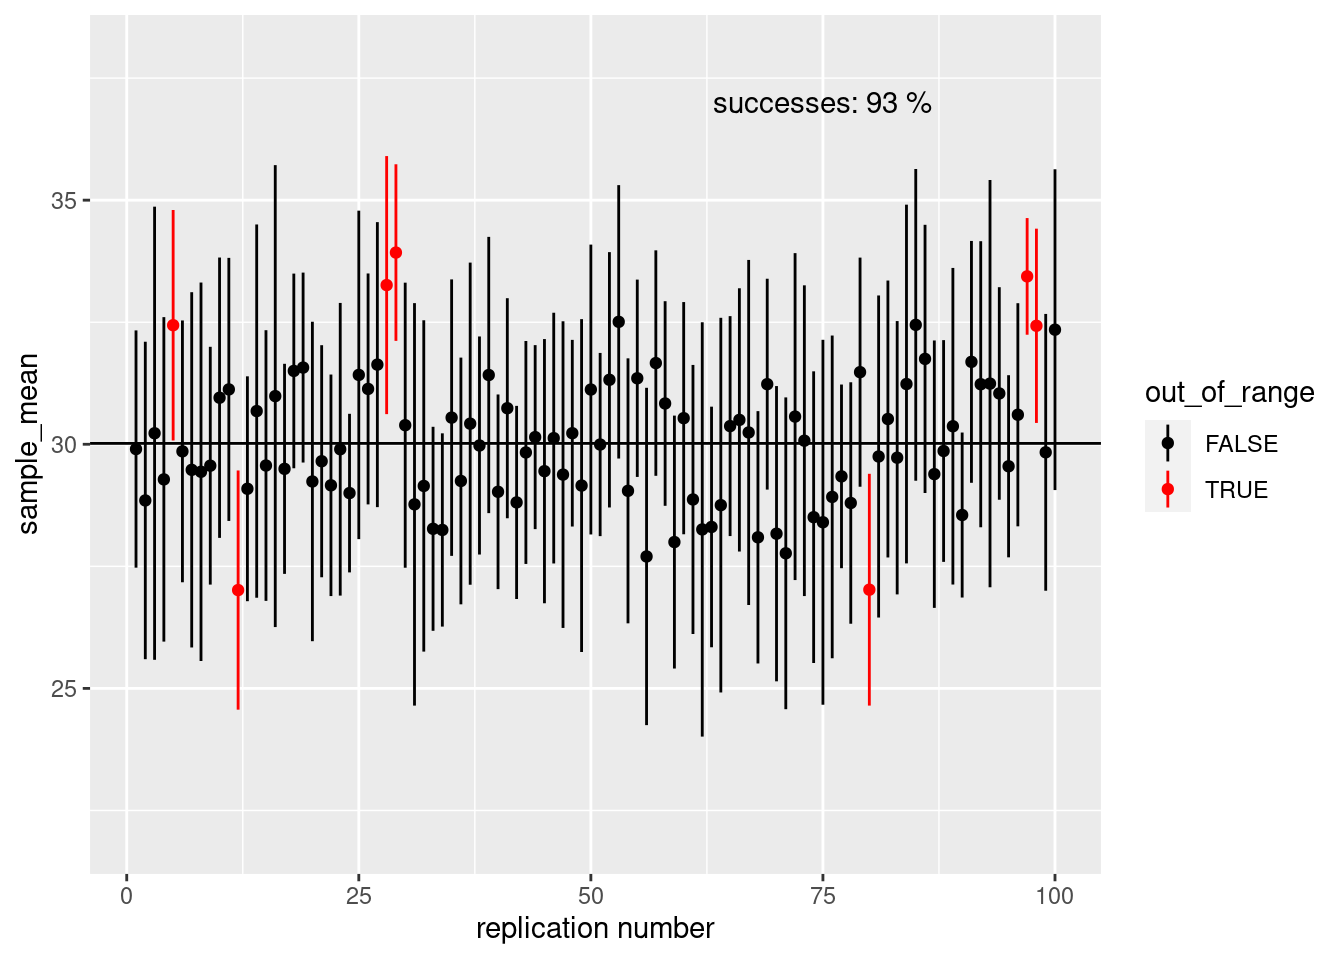 successes: 93 %
35
30
25
sample_mean
0
25
50
75
100
replication number
out_of_range
FALSE
TRUE